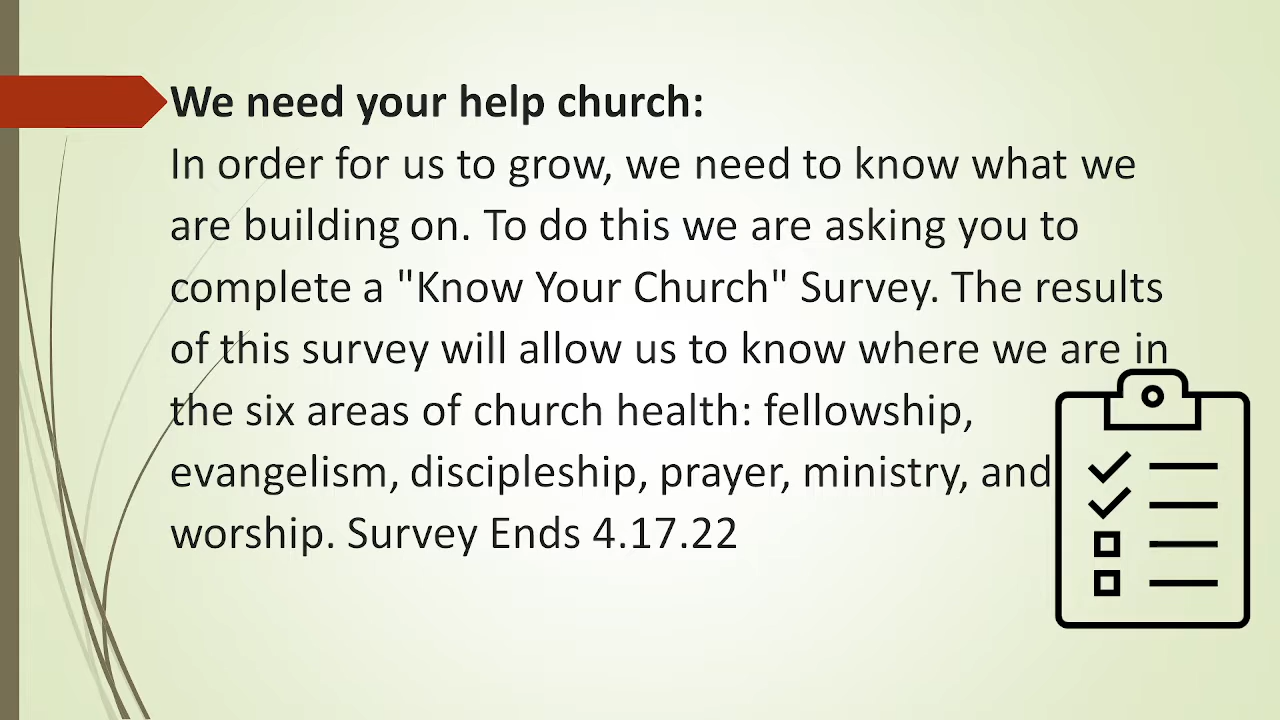 We need your help church:
In order for us to grow, we need to know what we
are building on. To do this we are asking you to
complete a "Know Your Church" Survey. The results
of this survey will allow us to know where we are in
the six areas of church health: fellowship,
evangelism, discipleship, prayer, ministry, and
worship. Survey Ends 4.17.22